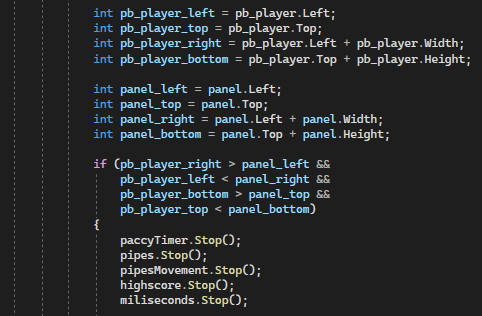 int pb_player_left = pb_player.Left;
int pb_player_top = pb_player.Top;
int pb_player_right = pb_player.Left + pb_player.Width;
int pb_player_bottom = pb_player.Top + pb_player.Height;
int panel_left = panel.Left;
int panel_top = panel.Top;
int panel_right = panel.Left + panel.Width;
int panel_bottom = panel.Top + panel.Height;
if (pb_player_right > panel_left &&
pb_player_left < panel_right &&
pb_player_bottom > panel_top &&
pb_player_top < panel_bottom)
{
paccyTimer.Stop();
pipes.Stop();
pipesMovement.Stop();
highscore.Stop();
miliseconds.Stop();